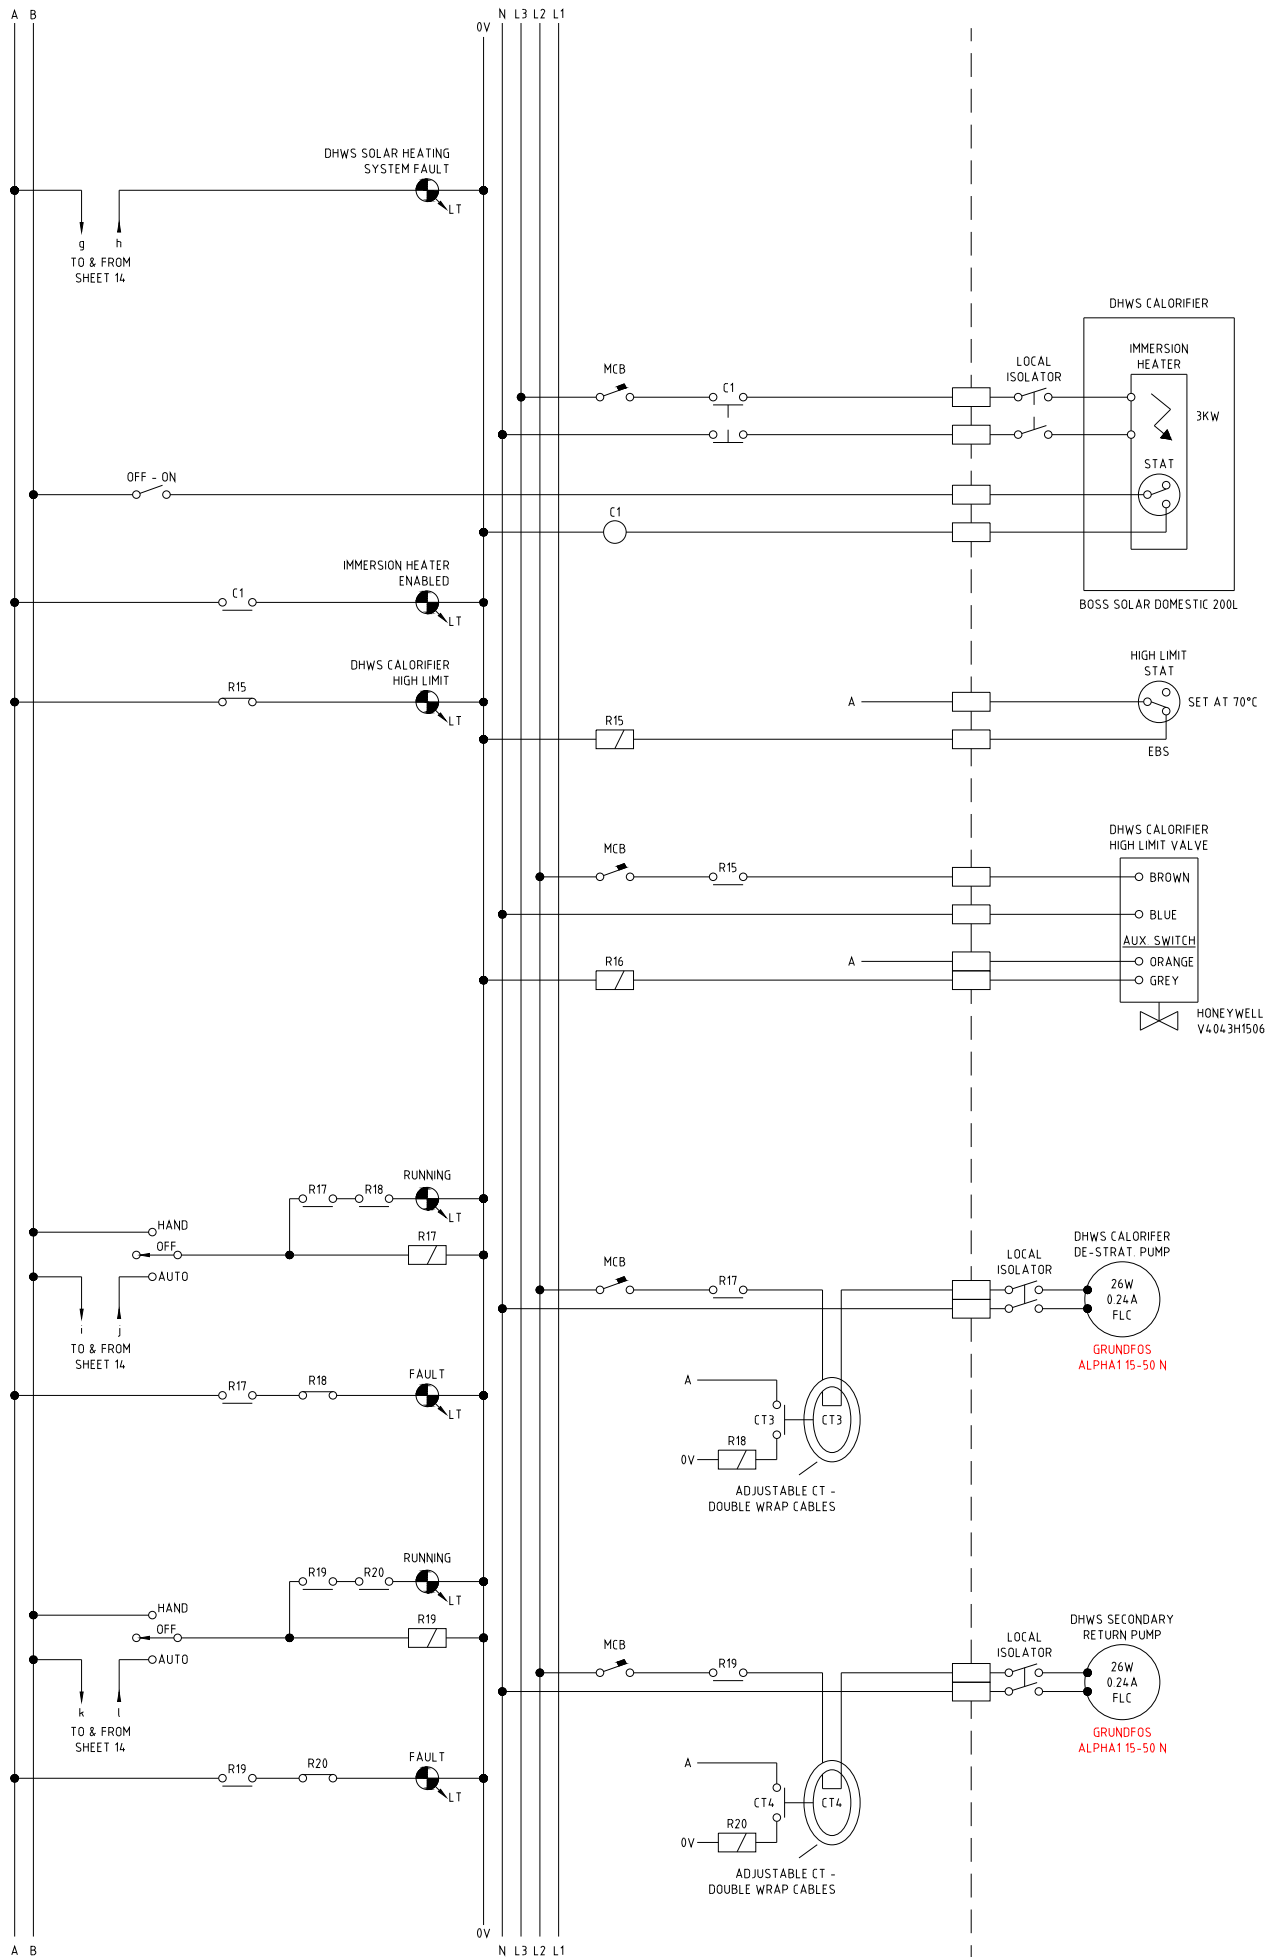 A B
N L3 L2 L1
0V
DHWS SOLAR HEATING
SYSTEM FAULT
LT
g h
TO & FROM
SHEET 14
DHWS CALORIFIER
MCB
C1
LOCAL
ISOLATOR
IMMERSION
HEATER
3KW
STAT
OFF - ON
C1
BOSS SOLAR DOMESTIC 200L
IMMERSION HEATER
ENABLED
C1
LT
DHWS CALORIFIER
HIGH LIMIT
R15
LT
HIGH LIMIT
STAT
A
SET AT 70°C
R15
EBS
DHWS CALORIFIER
HIGH LIMIT VALVE
MCB
R15
BROWN
BLUE
AUX. SWITCH
R16
A
ORANGE
GREY
HONEYWELL
V4043H1506
RUNNING
R17 R18
LT
HAND
OFF
R17
AUTO
i j
TO & FROM
SHEET 14
MCB
R17
LOCAL
ISOLATOR
DHWS CALORIFER
DE-STRAT. PUMP
26W
0.24A
FLC
GRUNDFOS
ALPHA1 15-50 N
FAULT
R17 R18
LT
A
CT3 CT3
R18
0V
ADJUSTABLE CT -
DOUBLE WRAP CABLES
RUNNING
R19 R20
LT
HAND
OFF
R19
AUTO
k l
TO & FROM
SHEET 14
MCB
R19
LOCAL
ISOLATOR
DHWS SECONDARY
RETURN PUMP
26W
0.24A
FLC
GRUNDFOS
ALPHA1 15-50 N
FAULT
R19 R20
LT
A
CT4 CT4
R20
0V
ADJUSTABLE CT -
DOUBLE WRAP CABLES
0V
A B
N L3 L2 L1